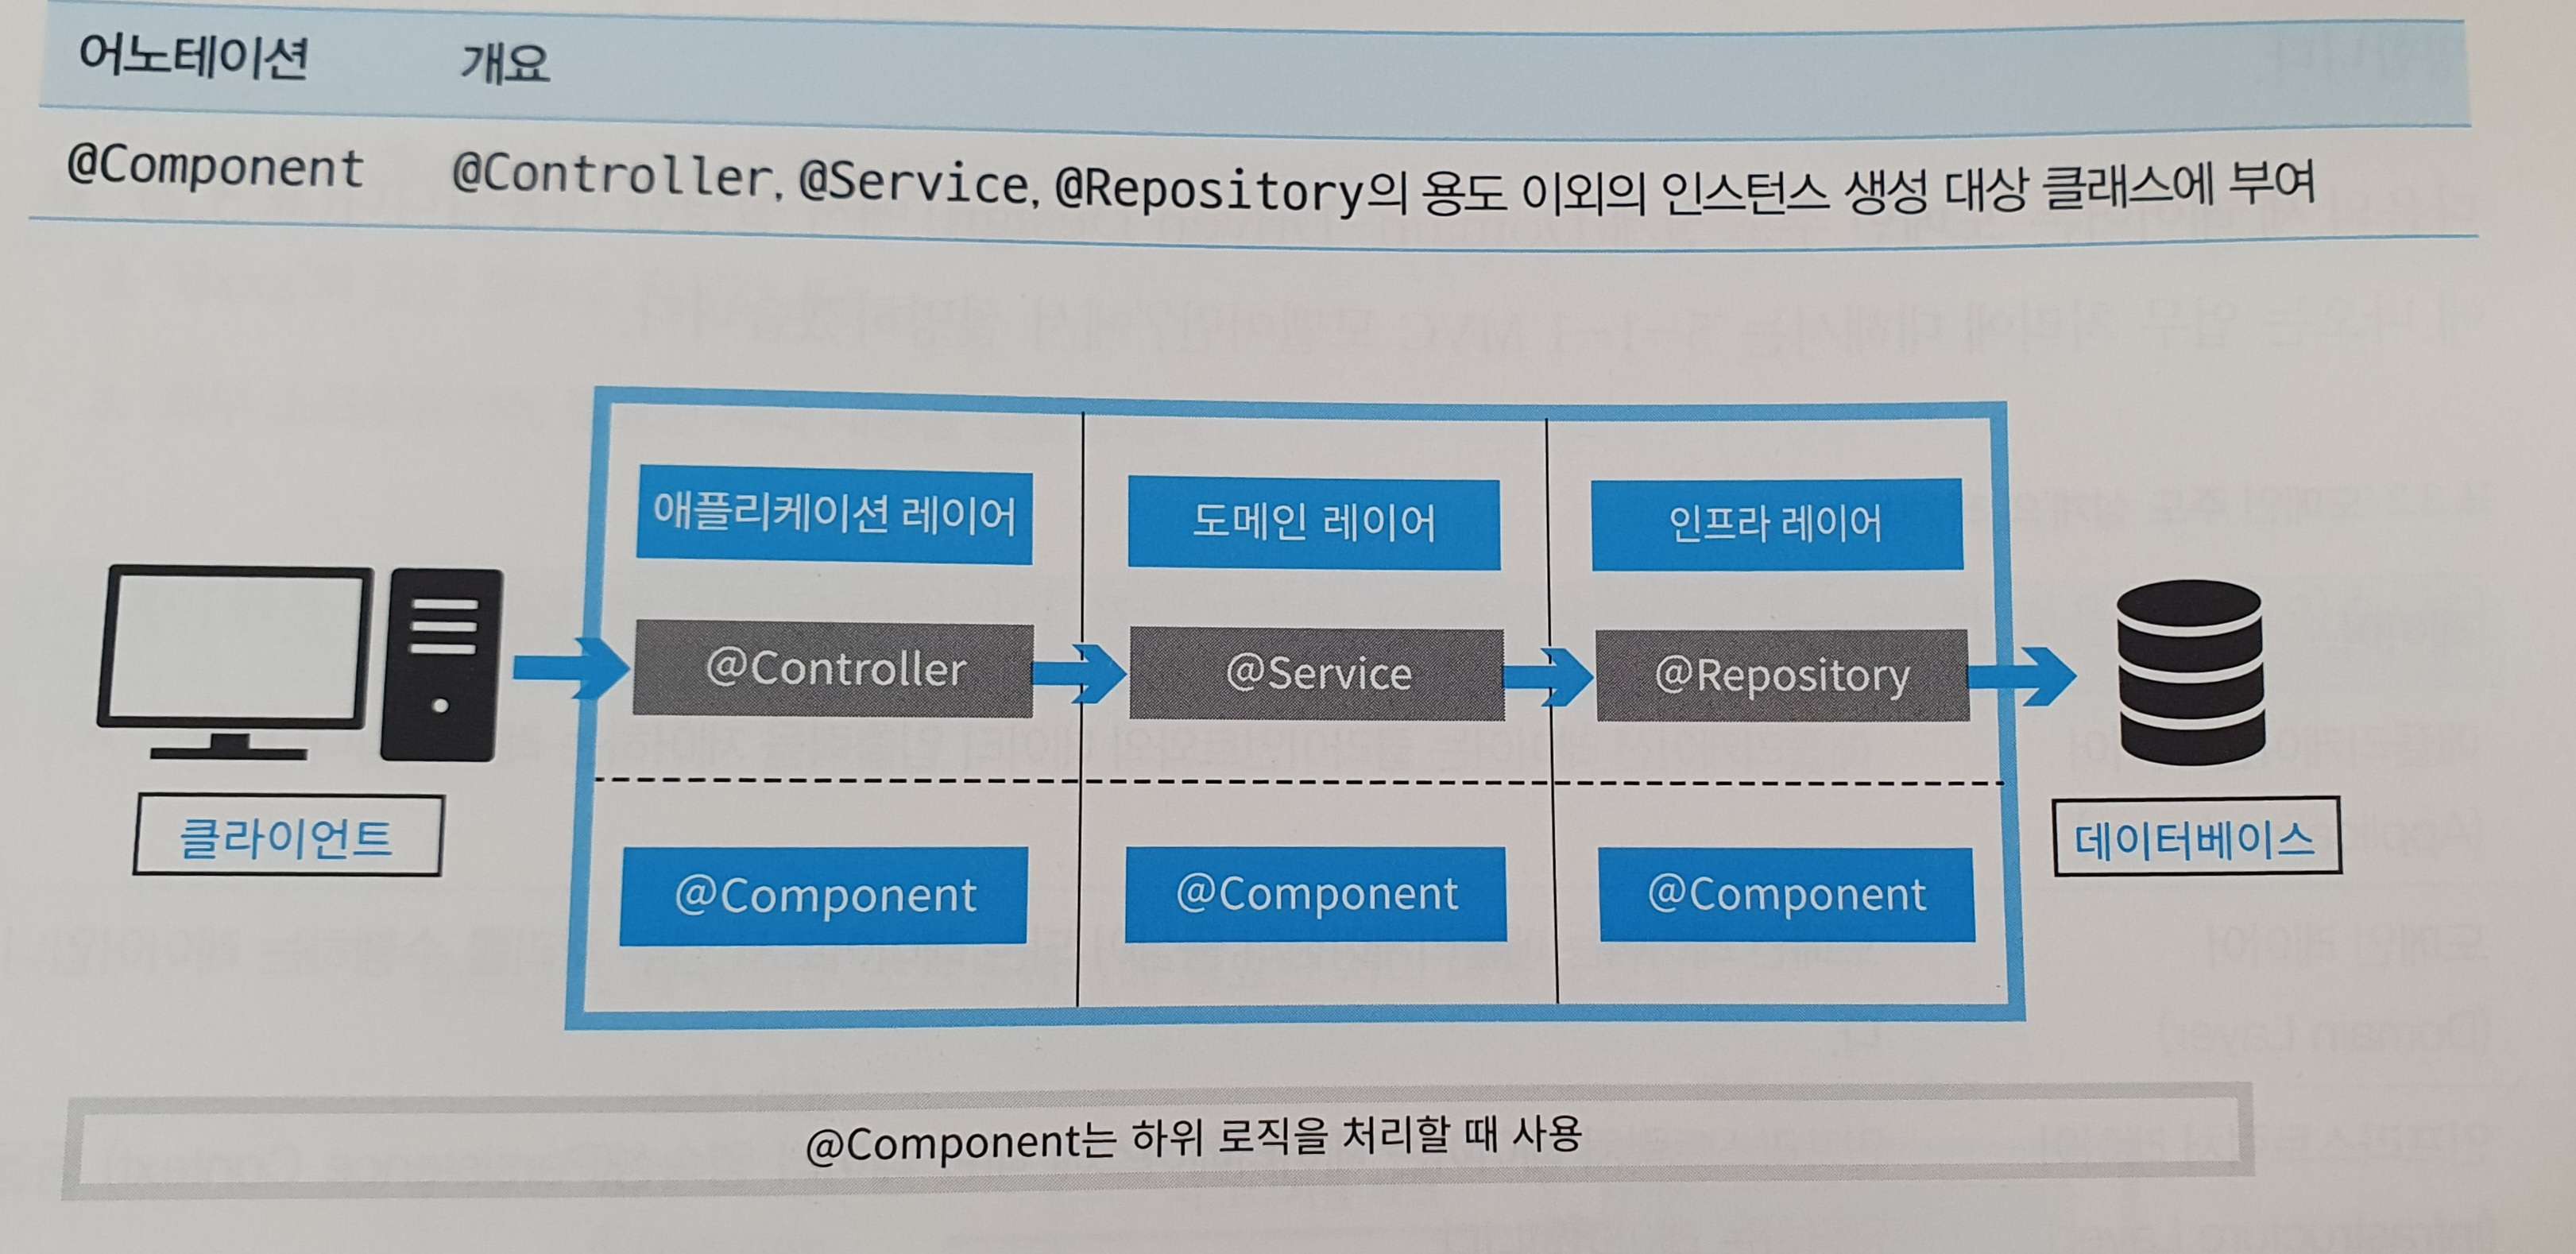 어노테이션 개요
@Component @Controller, @Service, @Repository의 용도 이외의 인스턴스 생성 대상 클래스에 부여
애플리케이션 레이어 도메인 레이어 인프라 레이어
@Controller @Service @Repository
클라이언트 데이터베이스
@Component @Component @Component
@Component는 하위 로직을 처리할 때 사용